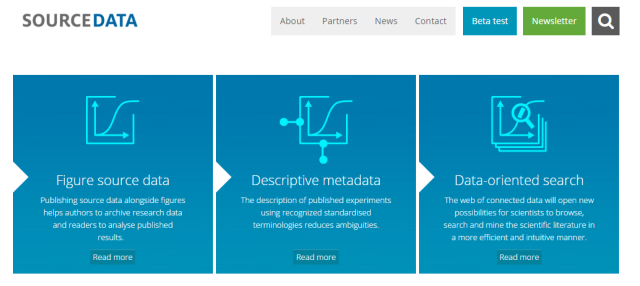 SOURCEDATA
About Partners News Contact Beta test Newsletter
Figure source data
Publishing source data alongside figures
helps authors to archive research data
and readers to analyse published
results.
Read more
Descriptive metadata
The description of published experiments
using recognized standardised
terminologies reduces ambiguities.
Read more
Data-oriented search
The web of connected data will open new
possibilities for scientists to browse,
search and mine the scientific literature in
a more efficient and intuitive manner.
Read more